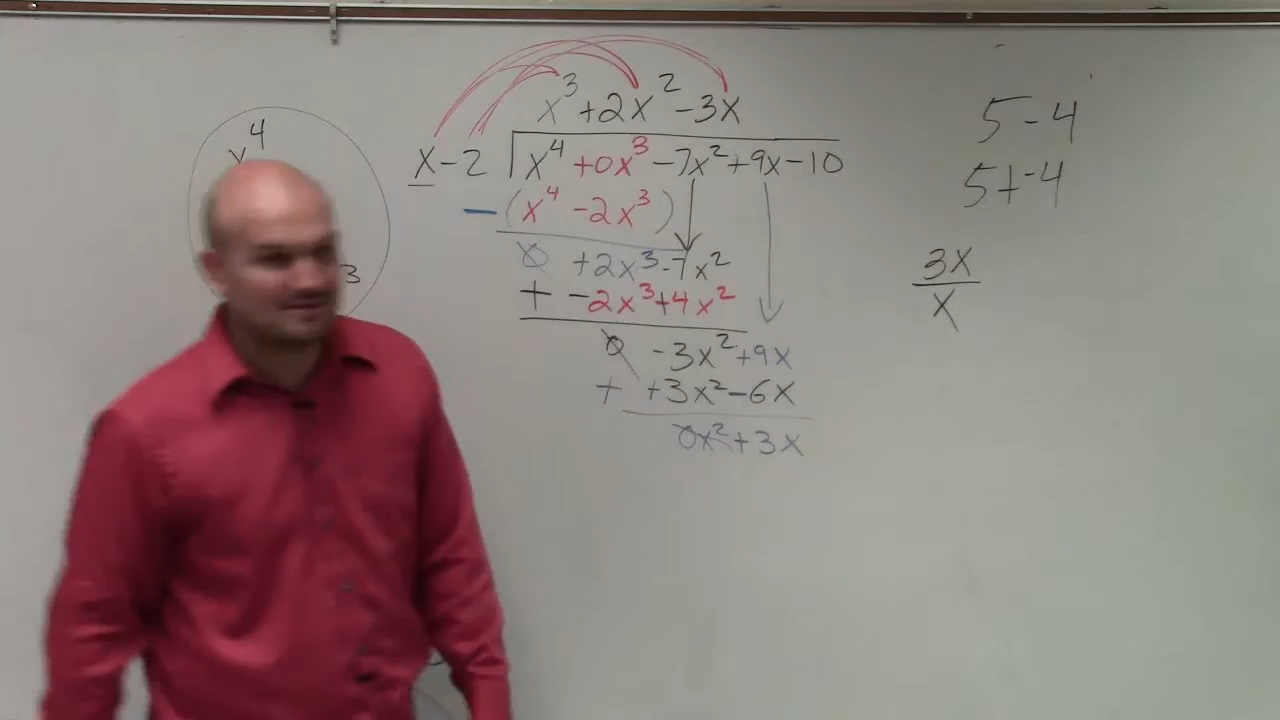 x⁴
3
x³+2x²-3x
x-2 x⁴+0x³-7x²+9x-10
-(x⁴-2x³)
0 +2x³-7x²
+ -2x³+4x²
0 -3x²+9x
+ +3x²-6x
0x²+3x
5-4
5+-4
3x
x